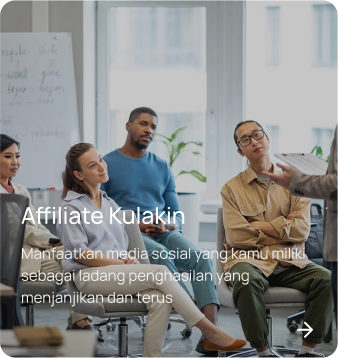 Affiliate Kulakin
Manfaatkan media sosial yang kamu miliki
sebagai ladang penghasilan yang
menjanjikan dan terus